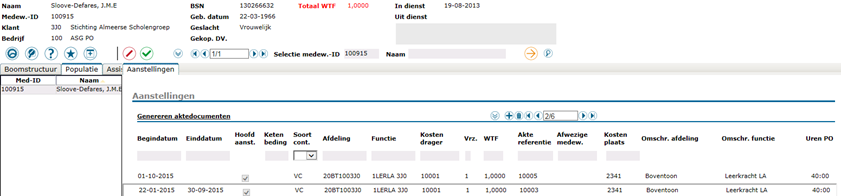 Naam Sloove-Defares, J.M.E BSN 130266632 Totaal WTF 1,0000 In dienst 19-08-2013
Medew.-ID 100915 Geb. datum 22-03-1966 Uit dienst
Klant 3J0 Stichting Almeerse Scholengroep Geslacht Vrouwelijk
Bedrijf 100 ASG PO Gekop. DV.
1/1 Selectie medew.-ID 100915 Naam
Boomstructuur Populatie Assi Aanstellingen
Med-ID Naam
100915 Sloove-Defares, J.M.E
Aanstellingen
Genereren aktedocumenten 2/6
Begindatum Einddatum Hoofd aanst. Keten beding Soort cont. Afdeling Functie Kosten drager Vrz. WTF Akte referentie Afwezige medew. Kosten plaats Omschr. afdeling Omschr. functie Uren PO
01-10-2015 VC 20BT1003J0 1LERLA 3J0 10001 1 1,0000 10005 2341 Boventoon Leerkracht LA 40:00
22-01-2015 30-09-2015 VC 20BT1003J0 1LERLA 3J0 10001 1 1,0000 10003 2341 Boventoon Leerkracht LA 40:00